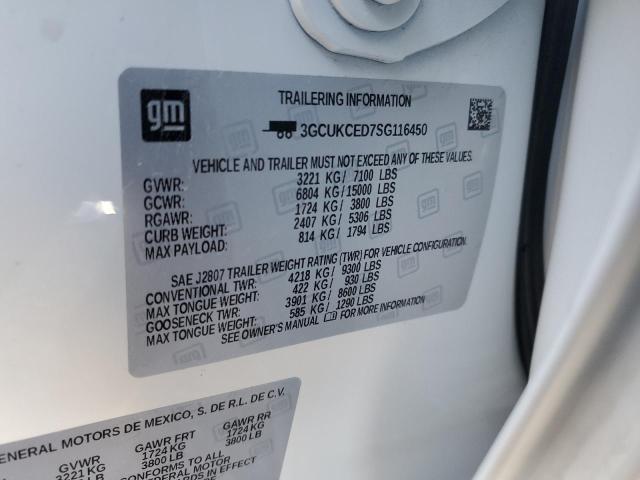 gm
TRAILERING INFORMATION
3GCUKCED7SG116450
VEHICLE AND TRAILER MUST NOT EXCEED ANY OF THESE VALUES.
GVWR: 3221 KG/ 7100 LBS
GCWR: 6804 KG/15000 LBS
RGAWR: 1724 KG/ 3800 LBS
CURB WEIGHT: 2407 KG/ 5306 LBS
MAX PAYLOAD: 814 KG/ 1794 LBS
SAE J2807 TRAILER WEIGHT RATING (TWR) FOR VEHICLE CONFIGURATION.
CONVENTIONAL TWR: 4218 KG/ 9300 LBS
MAX TONGUE WEIGHT: 422 KG/ 930 LBS
GOOSENECK TWR: 3901 KG/ 8600 LBS
MAX TONGUE WEIGHT: 585 KG/ 1290 LBS
SEE OWNER'S MANUAL FOR MORE INFORMATION
GENERAL MOTORS DE MEXICO, S. DE R.L. DE C.V.
GVWR GAWR FRT GAWR RR
3221 KG 1724 KG 1724 KG
3800 LB 3800 LB
CONFORMS TO ALL
FEDERAL MOTOR
IN EFFECT